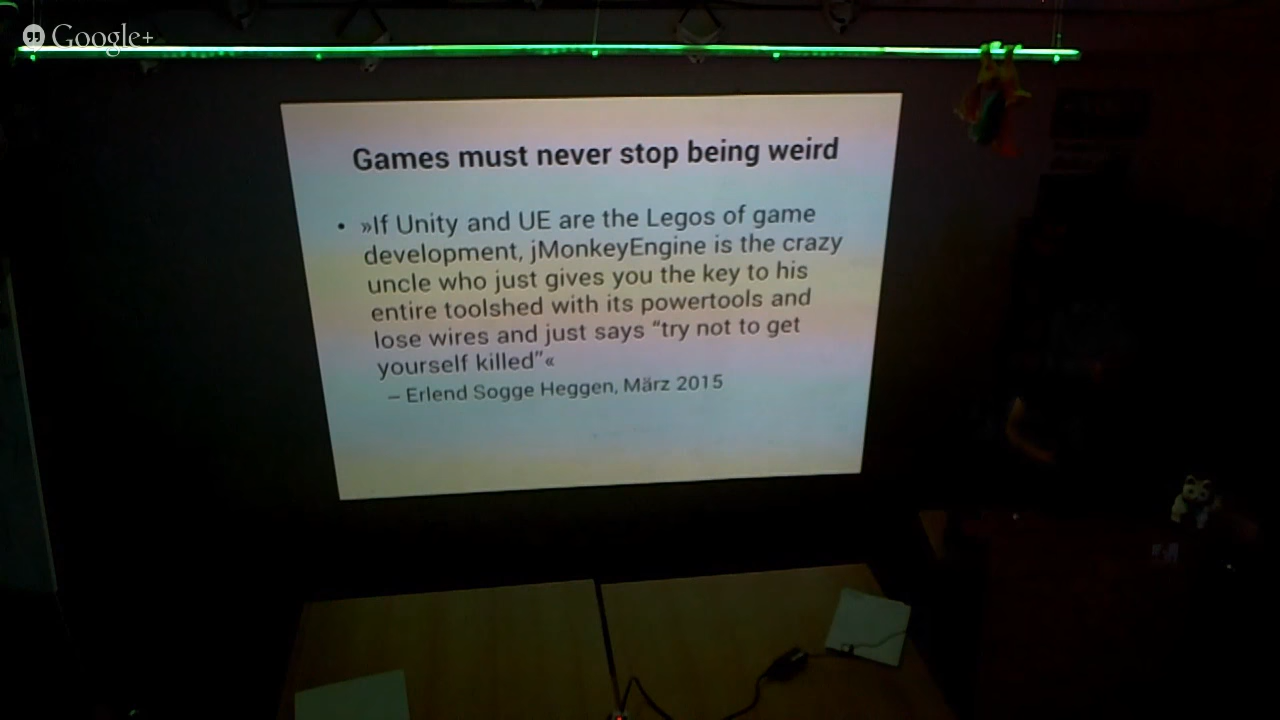 Google+
Games must never stop being weird
• »If Unity and UE are the Legos of game
development, jMonkeyEngine is the crazy
uncle who just gives you the key to his
entire toolshed with its powertools and
lose wires and just says “try not to get
yourself killed”«
– Erlend Sogge Heggen, März 2015